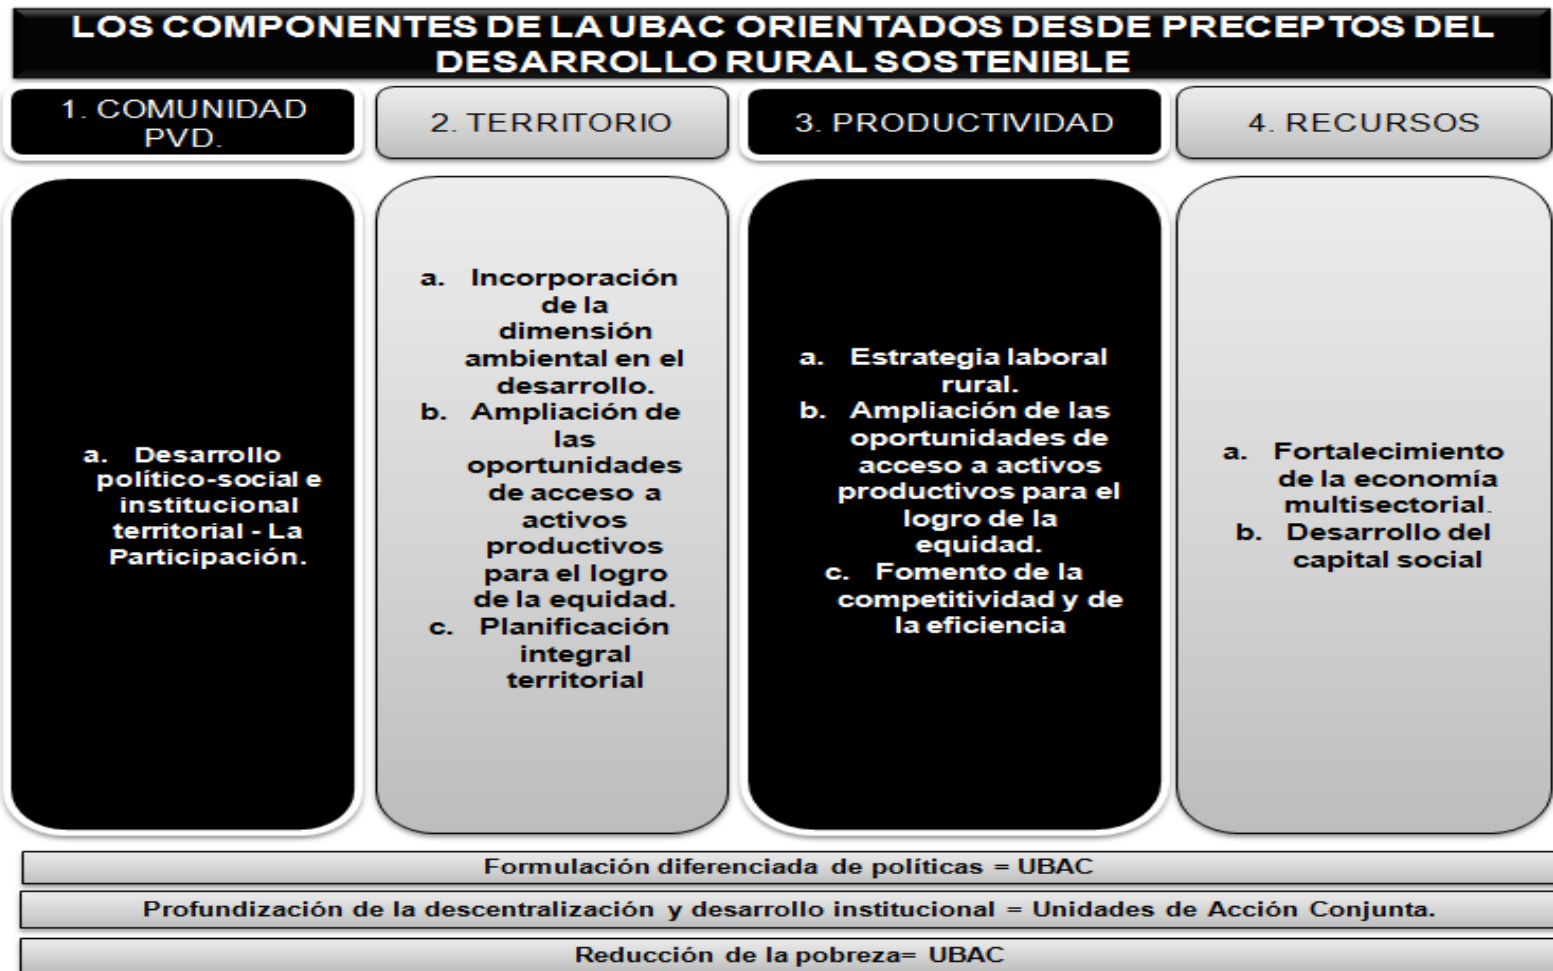 LOS COMPONENTES DE LA UBAC ORIENTADOS DESDE PRECEPTOS DEL
DESARROLLO RURAL SOSTENIBLE
1. COMUNIDAD
PVD.
2. TERRITORIO
3. PRODUCTIVIDAD
4. RECURSOS
a. Desarrollo
político-social e
institucional
territorial - La
Participación.
a. Incorporación
de la
dimensión
ambiental en el
desarrollo.
b. Ampliación de
las
oportunidades
de acceso a
activos
productivos
para el logro
de la equidad.
c. Planificación
integral
territorial
a. Estrategia laboral
rural.
b. Ampliación de las
oportunidades de
acceso a activos
productivos para el
logro de la
equidad.
c. Fomento de la
competitividad y de
la eficiencia
a. Fortalecimiento
de la economía
multisectorial.
b. Desarrollo del
capital social
Formulación diferenciada de políticas = UBAC
Profundización de la descentralización y desarrollo institucional = Unidades de Acción Conjunta.
Reducción de la pobreza= UBAC